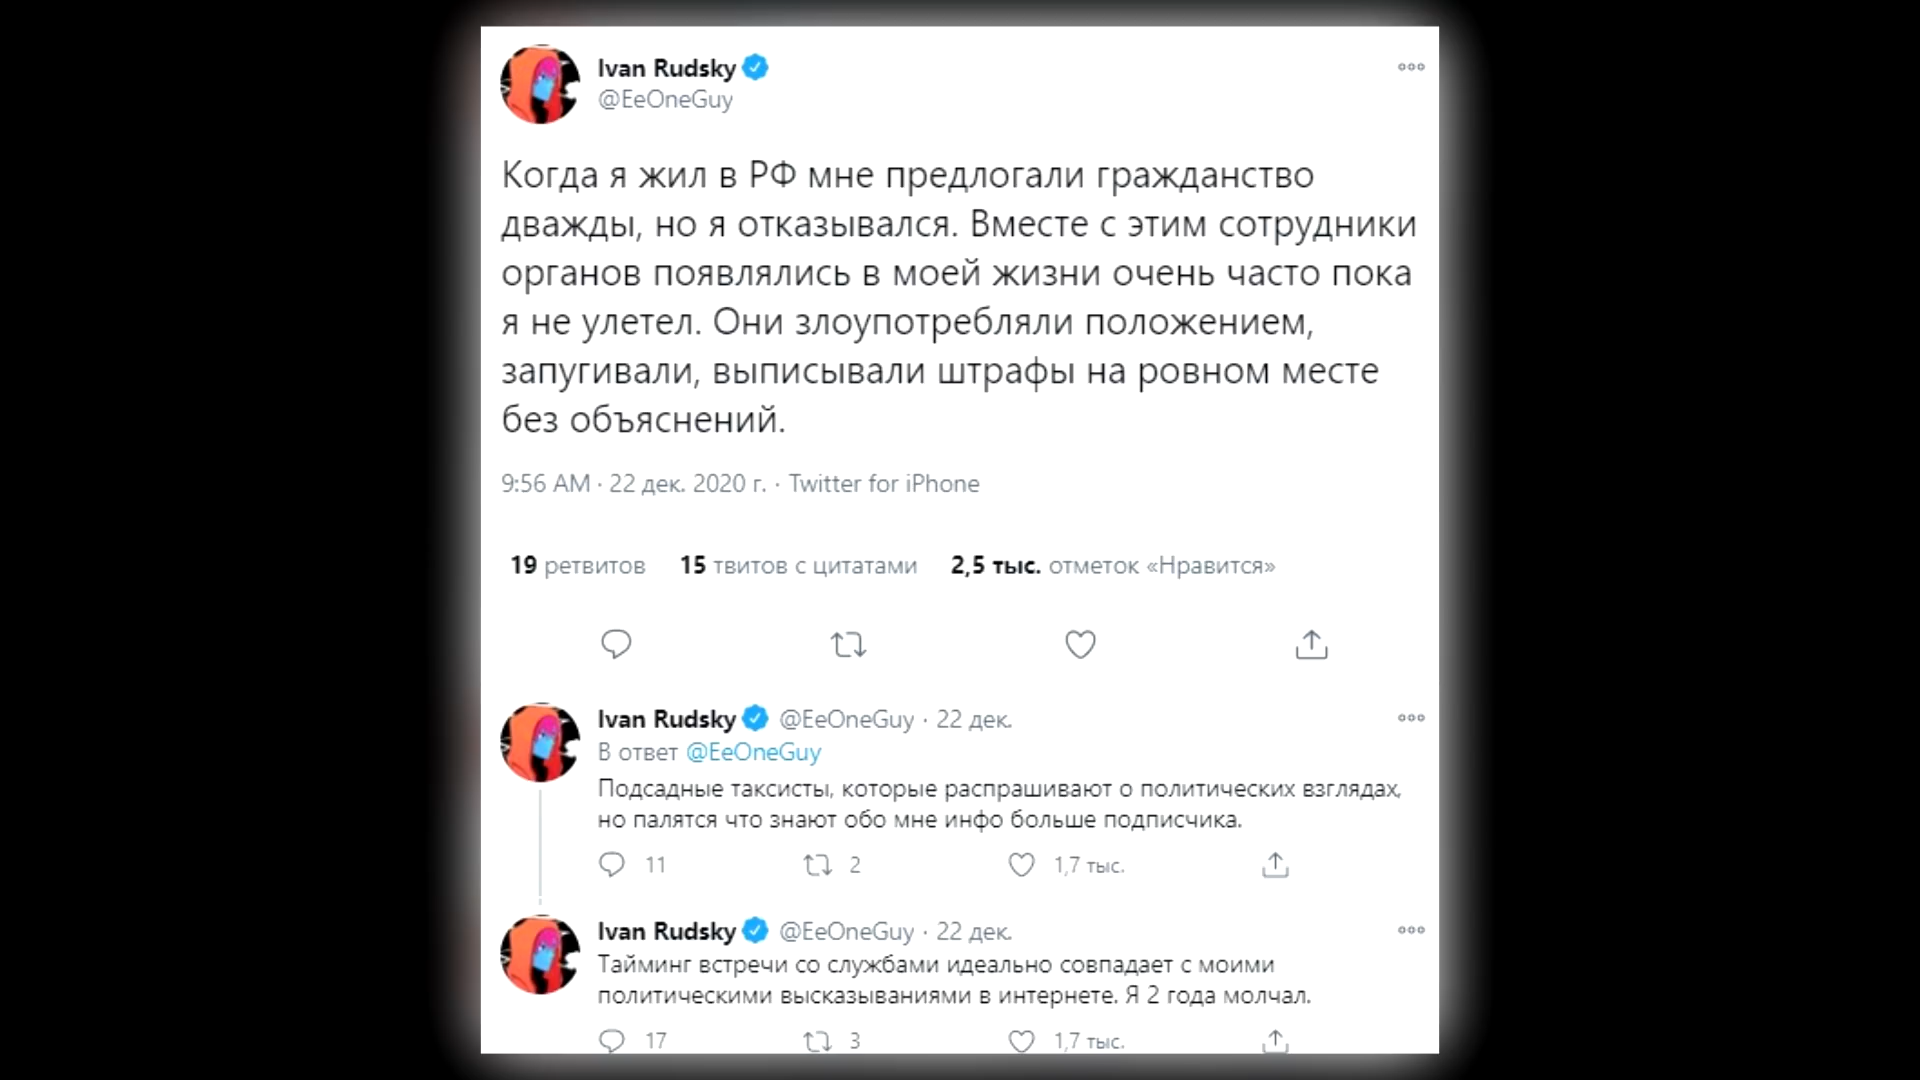 Ivan Rudsky
@EeOneGuy
Когда я жил в РФ мне предлогали гражданство
дважды, но я отказывался. Вместе с этим сотрудники
органов появлялись в моей жизни очень часто пока
я не улетел. Они злоупотребляли положением,
запугивали, выписывали штрафы на ровном месте
без объяснений.
9:56 AM · 22 дек. 2020 г. · Twitter for iPhone
19 ретвитов 15 твитов с цитатами 2,5 тыс. отметок «Нравится»
Ivan Rudsky @EeOneGuy · 22 дек.
В ответ @EeOneGuy
Подсадные таксисты, которые распрашивают о политических взглядах,
но палятся что знают обо мне инфо больше подписчика.
11 2 1,7 тыс.
Ivan Rudsky @EeOneGuy · 22 дек.
Тайминг встречи со службами идеально совпадает с моими
политическими высказываниями в интернете. Я 2 года молчал.
17 3 1,7 тыс.